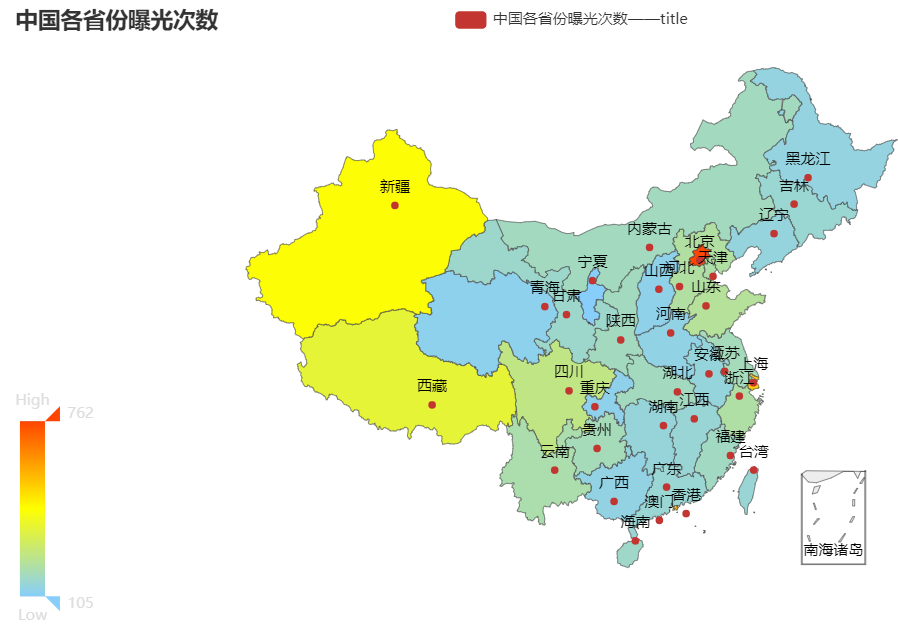 中国各省份曝光次数
中国各省份曝光次数——title
黑龙江
吉林
新疆
辽宁
内蒙古
北京
天津
宁夏
山西
河北
青海
甘肃
山东
陕西
河南
安徽
江苏
上海
四川
湖北
浙江
西藏
重庆
江西
湖南
贵州
福建
云南
台湾
广东
广西
澳门
香港
海南
南海诸岛
High
762
105
Low